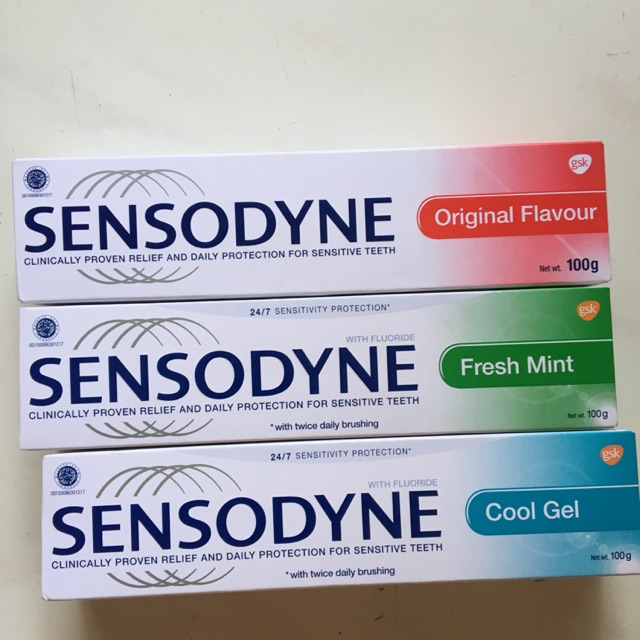 gsk
00150086301217
SENSODYNE
Original Flavour
CLINICALLY PROVEN RELIEF AND DAILY PROTECTION FOR SENSITIVE TEETH
Net wt. 100g
24/7 SENSITIVITY PROTECTION*
gsk
00150086301217
WITH FLUORIDE
SENSODYNE
Fresh Mint
CLINICALLY PROVEN RELIEF AND DAILY PROTECTION FOR SENSITIVE TEETH
Net wt. 100g
*with twice daily brushing
24/7 SENSITIVITY PROTECTION*
gsk
00150086301217
WITH FLUORIDE
SENSODYNE
Cool Gel
CLINICALLY PROVEN RELIEF AND DAILY PROTECTION FOR SENSITIVE TEETH
Net wt. 100g
*with twice daily brushing